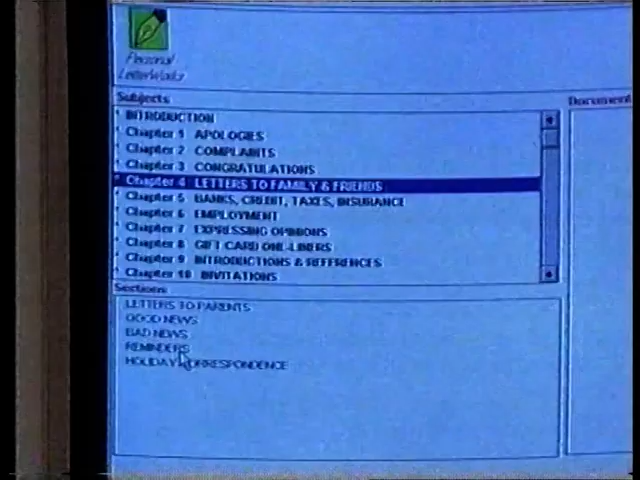 Personal
LetterWorks
Subjects
Document
INTRODUCTION
Chapter 1 APOLOGIES
Chapter 2 COMPLAINTS
Chapter 3 CONGRATULATIONS
Chapter 4 LETTERS TO FAMILY & FRIENDS
Chapter 5 BANKS, CREDIT, TAXES, INSURANCE
Chapter 6 EMPLOYMENT
Chapter 7 EXPRESSING OPINIONS
Chapter 8 GIFT CARD ONE-LINERS
Chapter 9 INTRODUCTIONS & REFERENCES
Chapter 10 INVITATIONS
Sections
LETTERS TO PARENTS
GOOD NEWS
BAD NEWS
REMINDERS
HOLIDAY CORRESPONDENCE